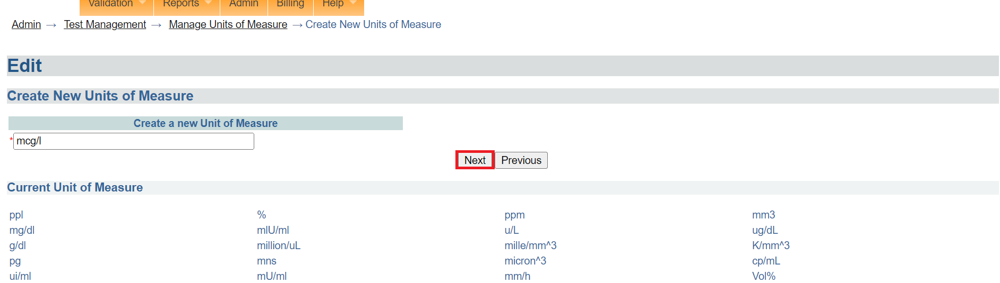 Validation Reports Admin Billing Help
Admin → Test Management → Manage Units of Measure → Create New Units of Measure
Edit
Create New Units of Measure
Create a new Unit of Measure
*mcg/l
Next Previous
Current Unit of Measure
ppl % ppm mm3
mg/dl mlU/ml u/L ug/dL
g/dl million/uL mille/mm^3 K/mm^3
pg mns micron^3 cp/mL
ui/ml mU/ml mm/h Vol%